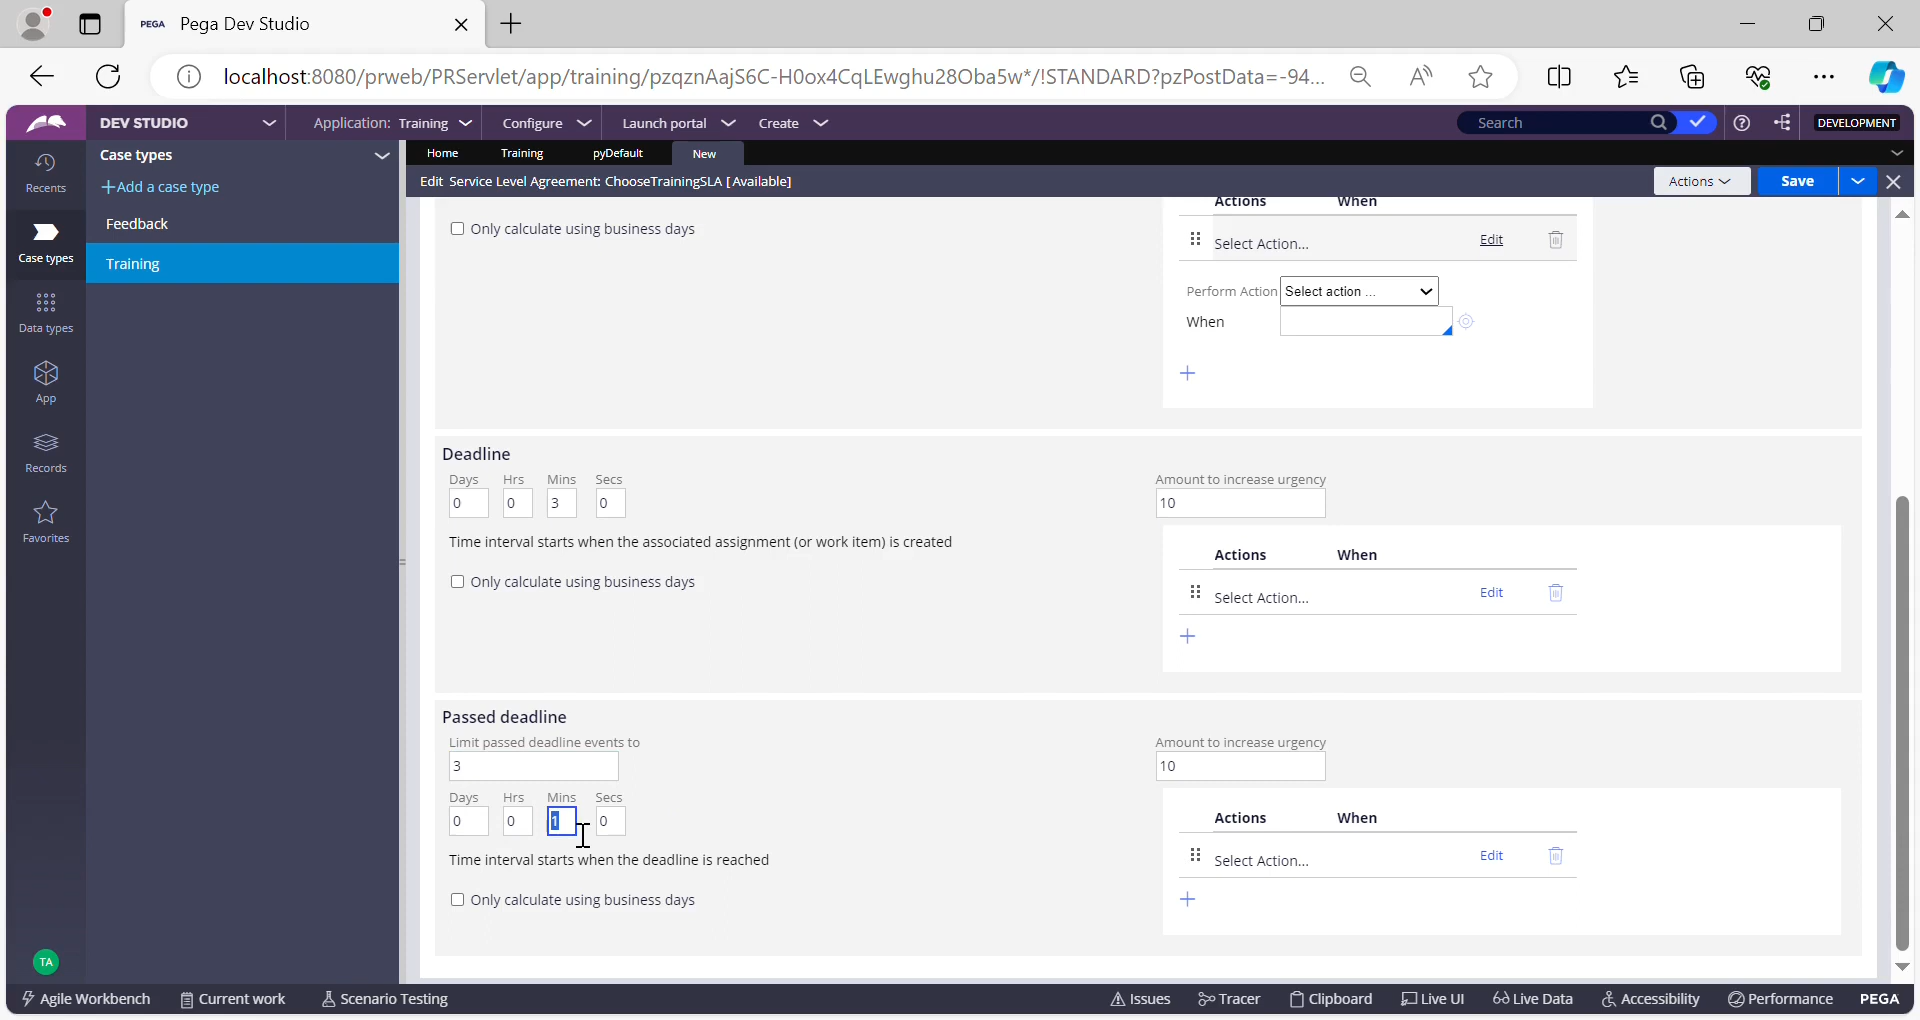 PEGA Pega Dev Studio
localhost:8080/prweb/PRServlet/app/training/pzqznAajS6C-H0ox4CqLEwghu28Oba5w*/!STANDARD?pzPostData=-94...
DEV STUDIO Application: Training Configure Launch portal Create Search DEVELOPMENT
Recents
Case types
Data types
App
Records
Favorites
TA
Case types
+Add a case type
Feedback
Training
Home Training pyDefault New
Edit Service Level Agreement: ChooseTrainingSLA [Available] Actions Save
Only calculate using business days
Actions When
Select Action... Edit
Perform Action Select action ...
When
Deadline
Days Hrs Mins Secs
0 0 3 0
Time interval starts when the associated assignment (or work item) is created
Only calculate using business days
Amount to increase urgency
10
Actions When
Select Action... Edit
Passed deadline
Limit passed deadline events to
3
Days Hrs Mins Secs
0 0 1 0
Time interval starts when the deadline is reached
Only calculate using business days
Amount to increase urgency
10
Actions When
Select Action... Edit
Agile Workbench Current work Scenario Testing Issues Tracer Clipboard Live UI Live Data Accessibility Performance PEGA